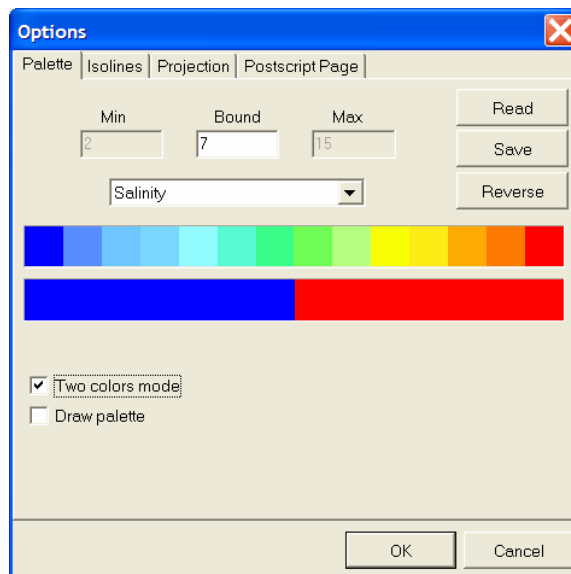 Options
Palette Isolines Projection Postscript Page
Min Bound Max Read
2 7 15
Save
Salinity Reverse
Two colors mode
Draw palette
OK Cancel